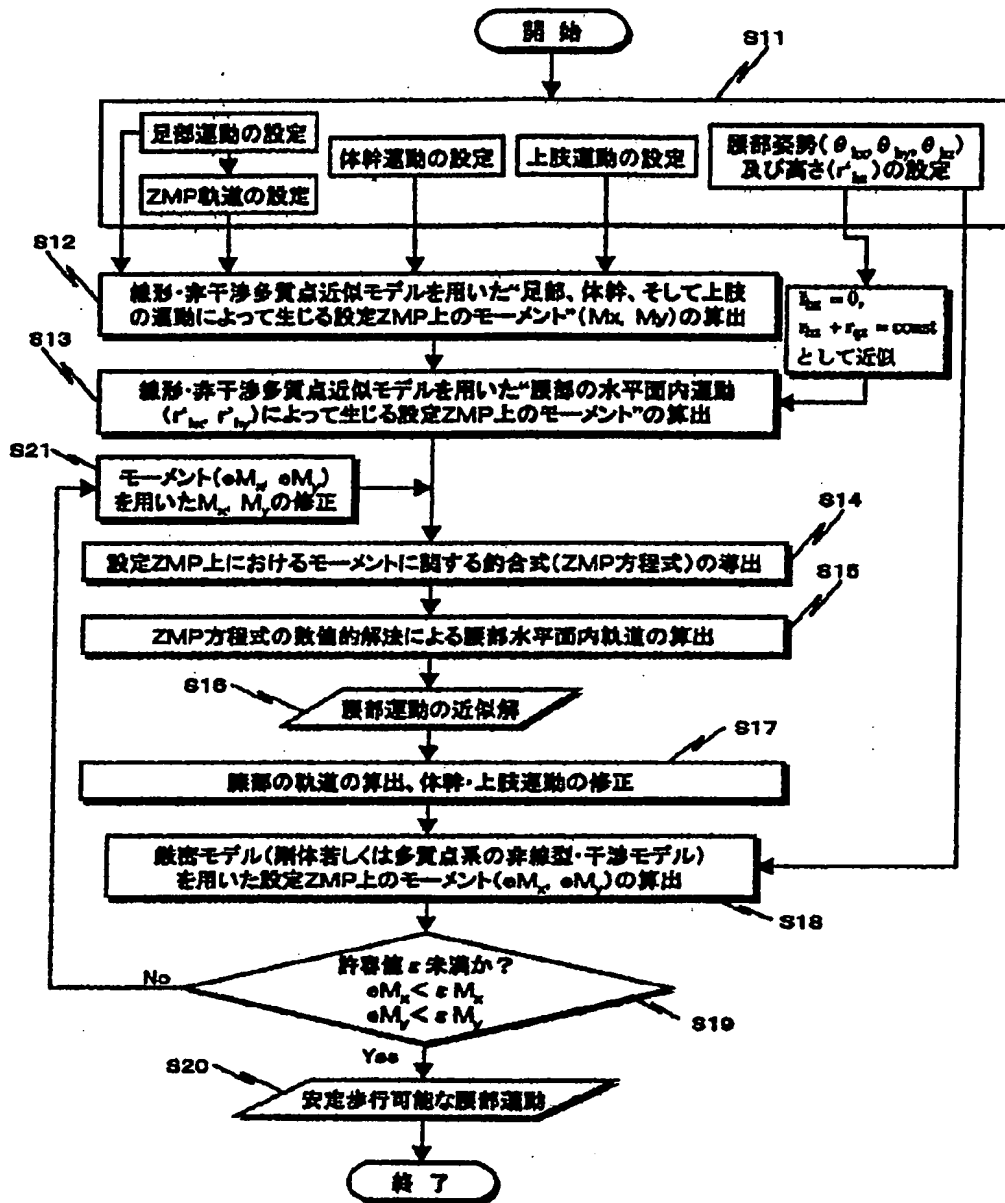 開 始
S11
足部運動の設定
体幹運動の設定
上肢運動の設定
腰部姿勢(θhx, θhy, θhz)
及び高さ(r'hz)の設定
ZMP軌道の設定
S12
線形・非干渉多質点近似モデルを用いた“足部、体幹、そして上肢
の運動によって生じる設定ZMP上のモーメント”(Mx, My)の算出
= 0,
= const
として近似
S13
線形・非干渉多質点近似モデルを用いた“腰部の水平面内運動
(r'hx, r'hy)によって生じる設定ZMP上のモーメント”の算出
S21
モーメント(eMx, eMy)
を用いたMx, Myの修正
S14
設定ZMP上におけるモーメントに関する釣合式(ZMP方程式)の導出
S15
ZMP方程式の数値的解法による腰部水平面内軌道の算出
S16
腰部運動の近似解
S17
腰部の軌道の算出、体幹・上肢運動の修正
厳密モデル(剛体若しくは多質点系の非線型・干渉モデル)
を用いた設定ZMP上のモーメント(eMx, eMy)の算出
S18
許容値ε未満か?
eMx < εMx
eMy < εMy
No
S19
Yes
S20
安定歩行可能な腰部運動
終 了